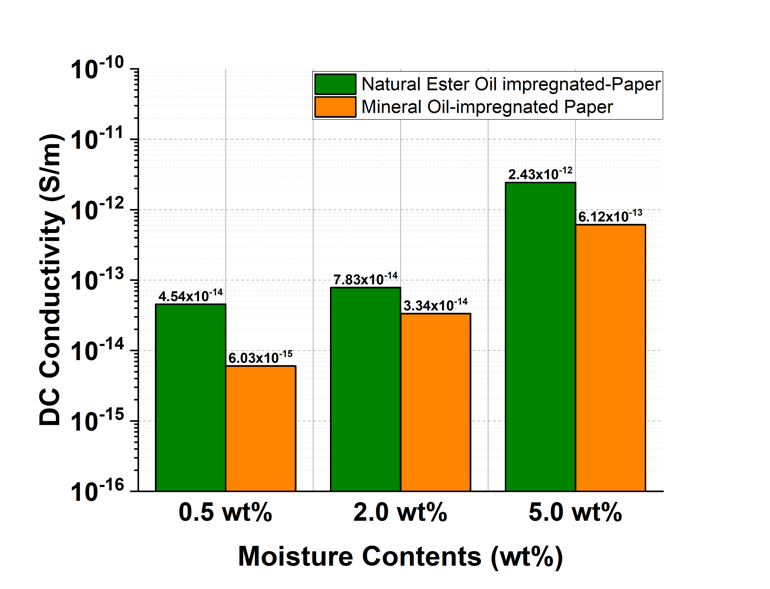 10⁻¹⁰
10⁻¹¹
10⁻¹²
10⁻¹³
10⁻¹⁴
10⁻¹⁵
10⁻¹⁶
DC Conductivity (S/m)
Natural Ester Oil impregnated-Paper
Mineral Oil-impregnated Paper
4.54x10⁻¹⁴
6.03x10⁻¹⁵
7.83x10⁻¹⁴
3.34x10⁻¹⁴
2.43x10⁻¹²
6.12x10⁻¹³
0.5 wt%
2.0 wt%
5.0 wt%
Moisture Contents (wt%)